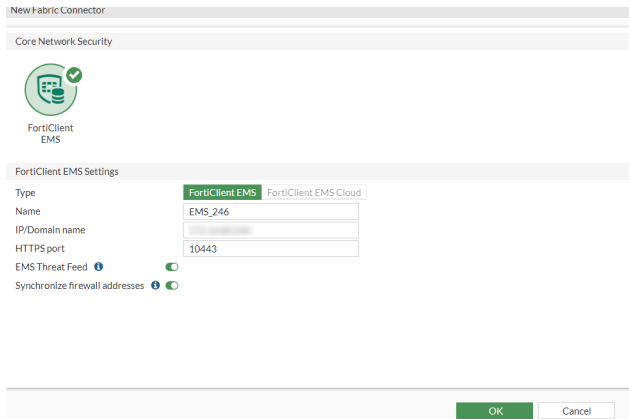 New Fabric Connector
Core Network Security
FortiClient
EMS
FortiClient EMS Settings
Type FortiClient EMS FortiClient EMS Cloud
Name EMS_246
IP/Domain name
HTTPS port 10443
EMS Threat Feed
Synchronize firewall addresses
OK Cancel